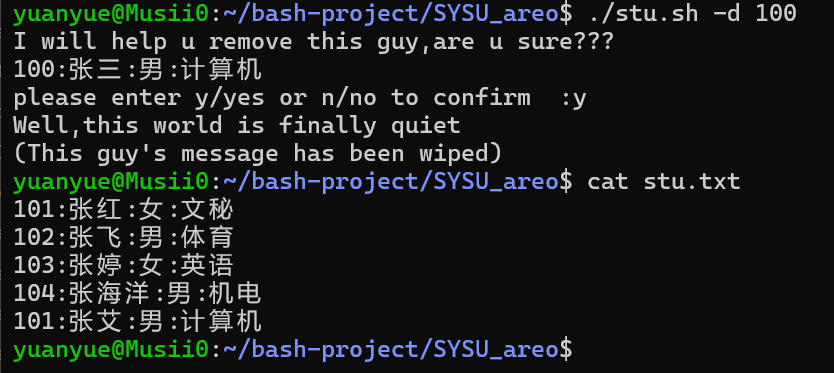 yuanyue@Musii0:~/bash-project/SYSU_areo$ ./stu.sh -d 100
I will help u remove this guy,are u sure???
100:张三:男:计算机
please enter y/yes or n/no to confirm  :y
Well,this world is finally quiet
(This guy's message has been wiped)
yuanyue@Musii0:~/bash-project/SYSU_areo$ cat stu.txt
101:张红:女:文秘
102:张飞:男:体育
103:张婷:女:英语
104:张海洋:男:机电
101:张艾:男:计算机
yuanyue@Musii0:~/bash-project/SYSU_areo$